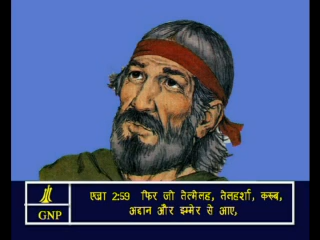 एज्रा 2:59 फिर जो तेल्मेलह, तेलहर्शा, करूब,
अद्दान और इम्मेर से आए,
GNP